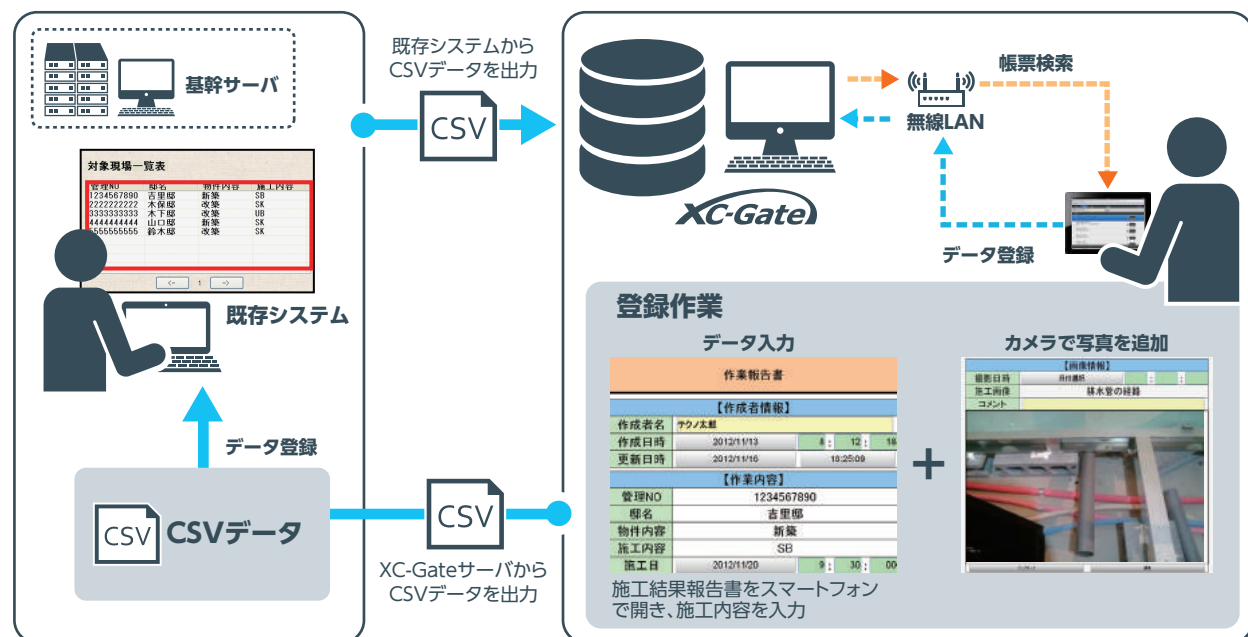 基幹サーバ
対象現場一覧表
管理NO 邸名 物件内容 施工内容
1234567890 吉里邸 新築 SB
2222222222 木保邸 改築 SK
3333333333 木下邸 改築 UB
4444444444 山口邸 新築 SK
5555555555 鈴木邸 改築 SK
<- 1 ->
既存システム
データ登録
CSV
CSVデータ
既存システムから
CSVデータを出力
CSV
CSV
XC-Gateサーバから
CSVデータを出力
XC-Gate
無線LAN
帳票検索
データ登録
登録作業
データ入力
作業報告書
【作成者情報】
作成者名 テクノ太郎
作成日時 2012/11/13 : 12 : 18
更新日時 2012/11/16 18:25:09
【作業内容】
管理NO 1234567890
邸名 吉里邸
物件内容 新築
施工内容 SB
施工日 2012/11/20 9 : 30 : 00
施工結果報告書をスマートフォン
で開き、施工内容を入力
+
カメラで写真を追加
【画像情報】
撮影日時 日付選択 : :
施工画像 排水管の経路
コメント